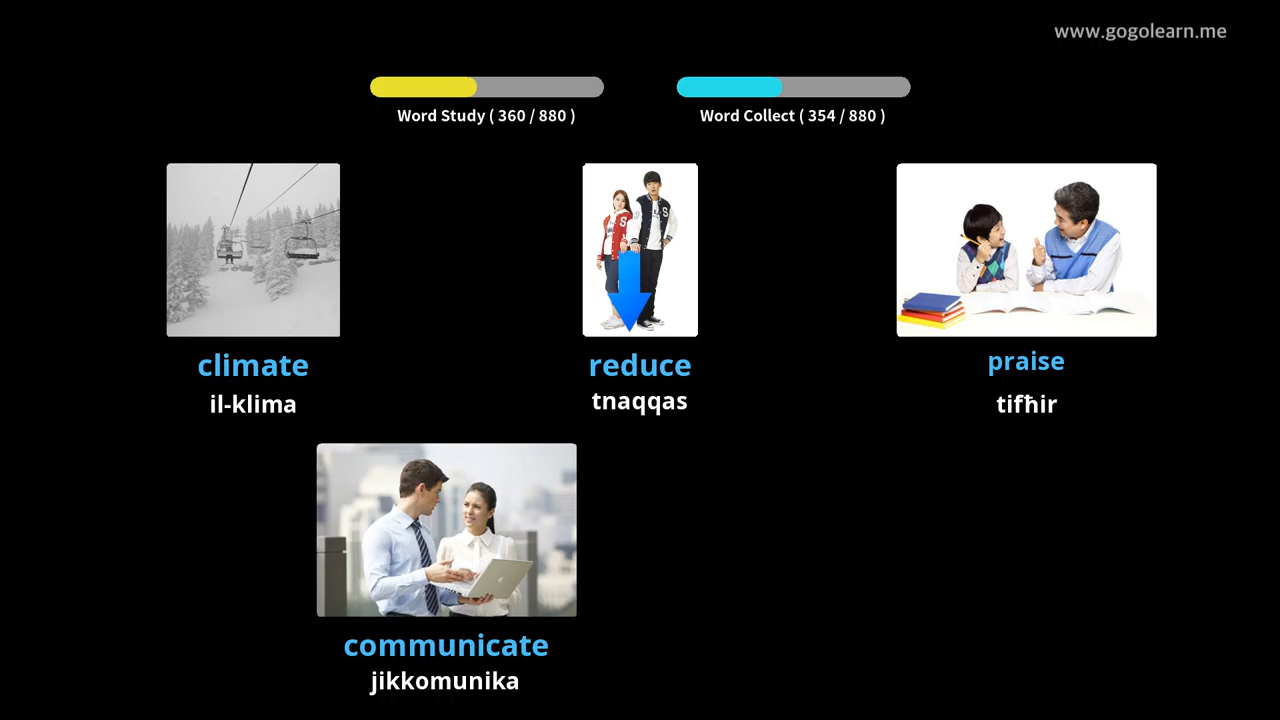 www.gogolearn.me
Word Study ( 360 / 880 )
Word Collect ( 354 / 880 )
S
S
climate
il-klima
reduce
tnaqqas
praise
tifħir
communicate
jikkomunika